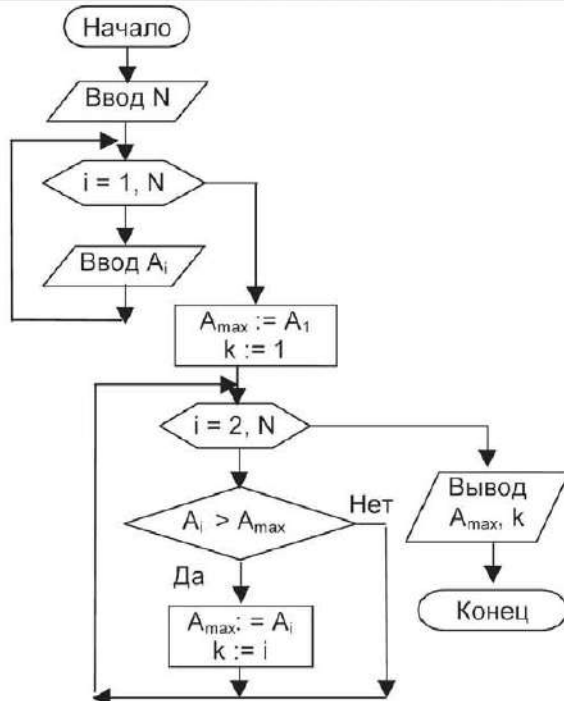 Начало
Ввод N
i = 1, N
Ввод Aᵢ
Aₘₐₓ := A₁
k := 1
i = 2, N
Aᵢ > Aₘₐₓ
Нет
Да
Aₘₐₓ: = Aᵢ
k := i
Вывод
Aₘₐₓ, k
Конец